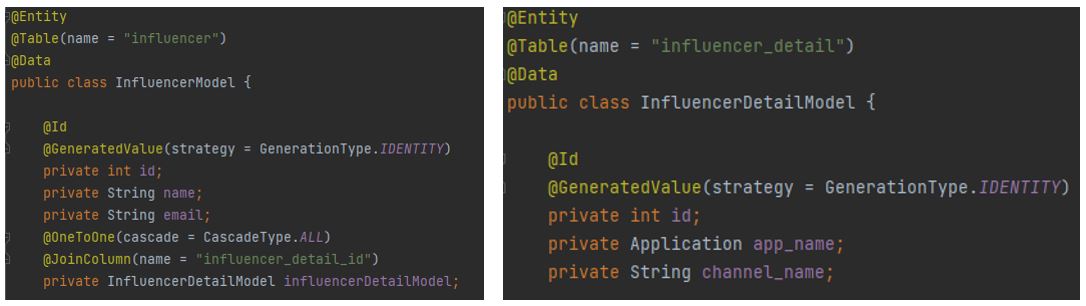 @Entity
@Table(name = "influencer")
@Data
public class InfluencerModel {
@Id
@GeneratedValue(strategy = GenerationType.IDENTITY)
private int id;
private String name;
private String email;
@OneToOne(cascade = CascadeType.ALL)
@JoinColumn(name = "influencer_detail_id")
private InfluencerDetailModel influencerDetailModel;
@Entity
@Table(name = "influencer_detail")
@Data
public class InfluencerDetailModel {
@Id
@GeneratedValue(strategy = GenerationType.IDENTITY)
private int id;
private Application app_name;
private String channel_name;